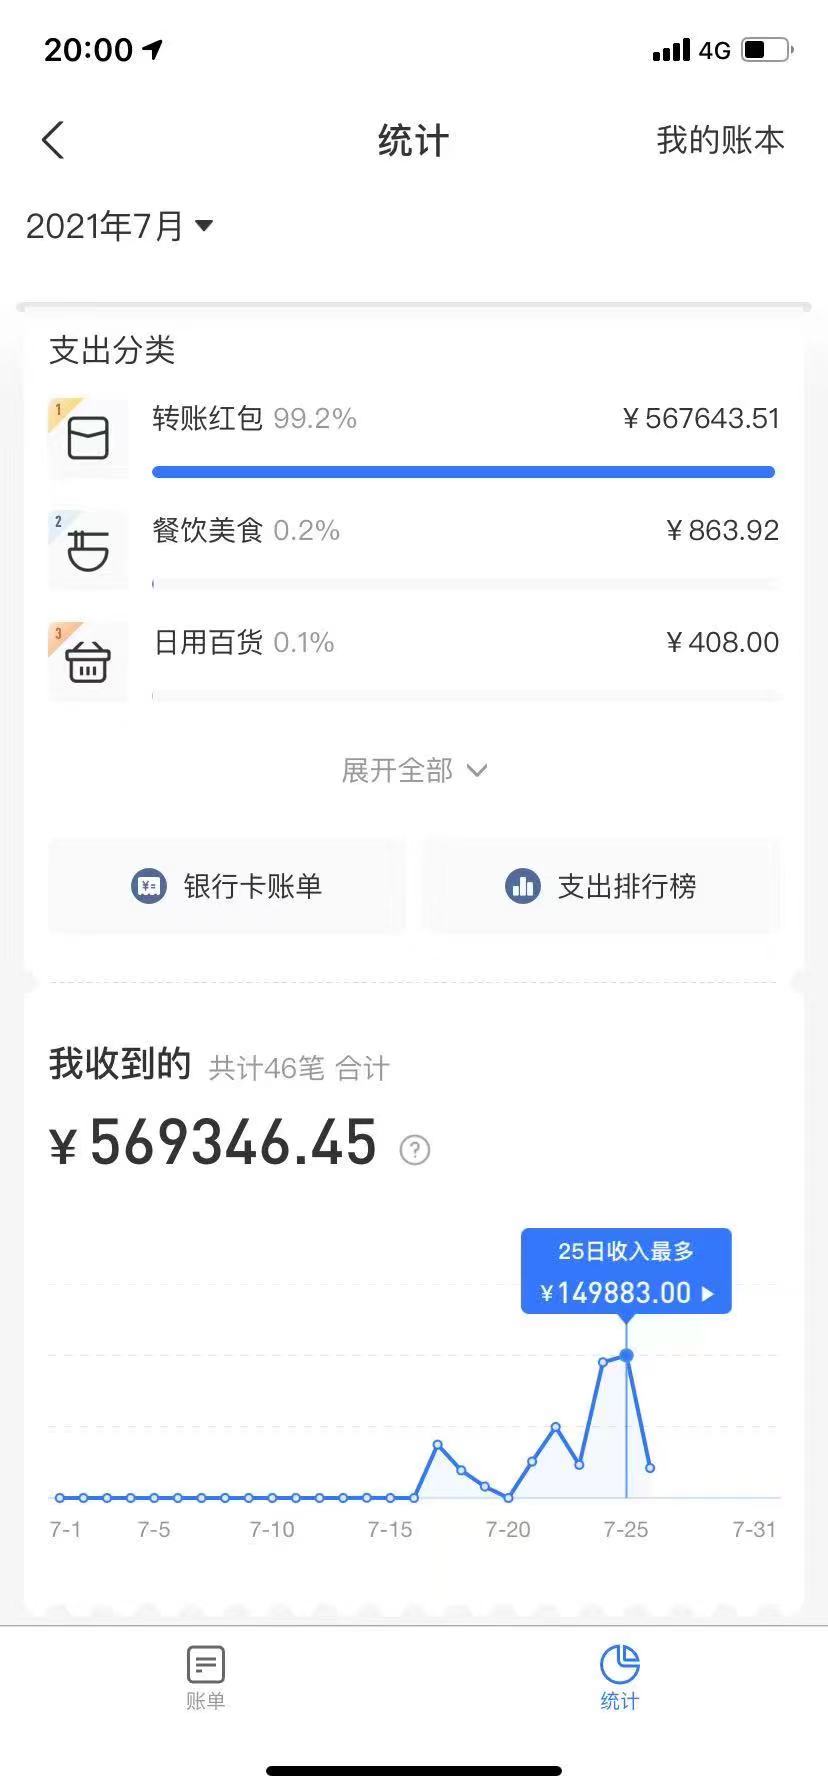 20:00 4G
统计 我的账本
2021年7月
支出分类
1 转账红包 99.2% ¥567643.51
2 餐饮美食 0.2% ¥863.92
3 日用百货 0.1% ¥408.00
展开全部
¥= 银行卡账单 支出排行榜
我收到的 共计46笔 合计
¥569346.45 ?
25日收入最多
¥149883.00
7-1 7-5 7-10 7-15 7-20 7-25 7-31
账单 统计